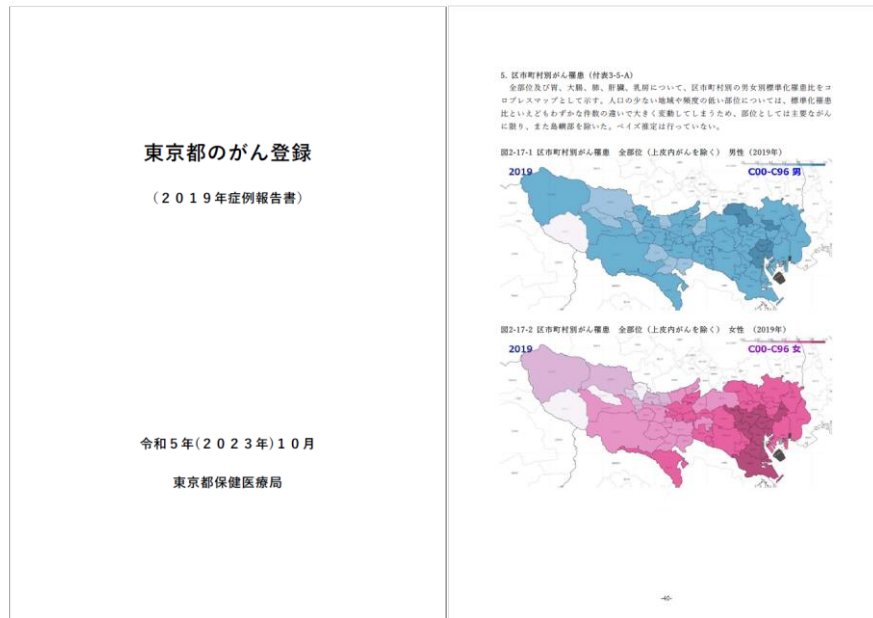 東京都のがん登録
(２０１９年症例報告書)
令和５年(２０２３年)１０月
東京都保健医療局
5. 区市町村別がん罹患（付表3-5-A）
全部位及び胃、大腸、肺、肝臓、乳房について、区市町村別の男女別標準化罹患比をコ
ロプレスマップとして示す。人口の少ない地域や頻度の低い部位については、標準化罹患
比といえどもわずかな件数の違いで大きく変動してしまうため、部位としては主要ながん
に限り、また島嶼部を除いた。ベイズ推定は行っていない。
図2-17-1 区市町村別がん罹患　全部位（上皮内がんを除く）　男性（2019年）
2019
C00-C96 男
図2-17-2 区市町村別がん罹患　全部位（上皮内がんを除く）　女性　（2019年）
2019
C00-C96 女
-40-